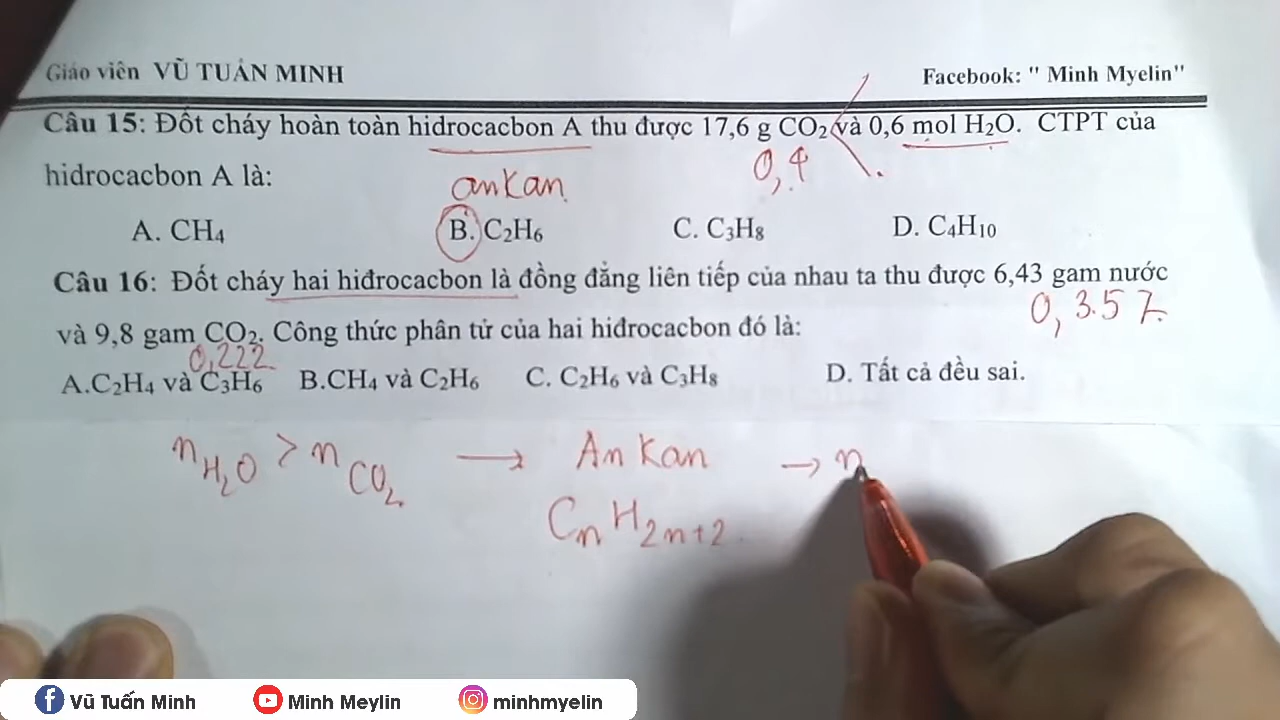 Giáo viên VŨ TUẤN MINH Facebook: " Minh Myelin"
Câu 15: Đốt cháy hoàn toàn hidrocacbon A thu được 17,6 g CO2 và 0,6 mol H2O. CTPT của
0,4
hidrocacbon A là:
ankan
A. CH4 B. C2H6 C. C3H8 D. C4H10
Câu 16: Đốt cháy hai hiđrocacbon là đồng đẳng liên tiếp của nhau ta thu được 6,43 gam nước
0,357
và 9,8 gam CO2. Công thức phân tử của hai hiđrocacbon đó là:
0,222
A.C2H4 và C3H6 B.CH4 và C2H6 C. C2H6 và C3H8 D. Tất cả đều sai.
nH2O > nCO2 → Ankan → n
CnH2n+2
Vũ Tuấn Minh Minh Meylin minhmyelin